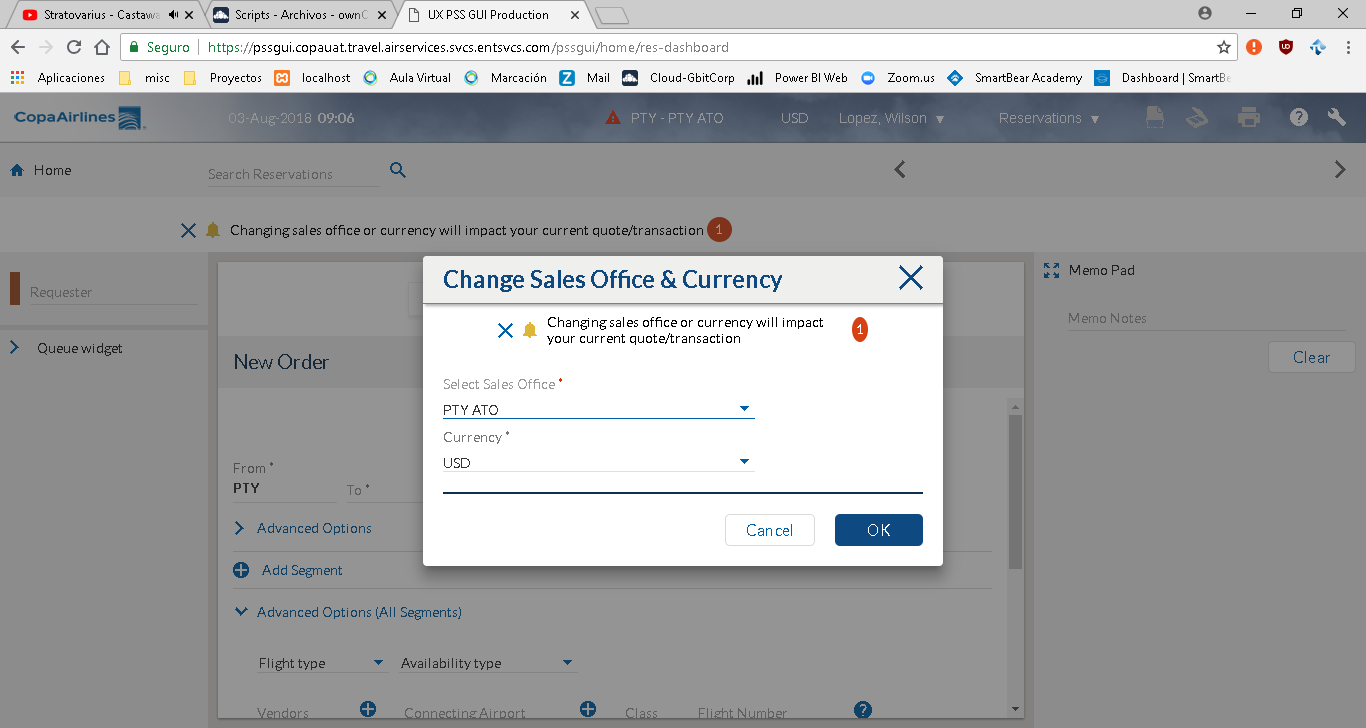 Stratovarius - Castawa
Scripts - Archivos - ownC
UX PSS GUI Production
Seguro
https://pssgui.copauat.travel.airservices.svcs.entsvcs.com/pssgui/home/res-dashboard
Aplicaciones
misc
Proyectos
localhost
Aula Virtual
Marcación
Mail
Cloud-GbitCorp
Power BI Web
Zoom.us
SmartBear Academy
Dashboard | SmartBe
CopaAirlines
03-Aug-2018 09:06
PTY - PTY ATO
USD
Lopez, Wilson
Reservations
Home
Search Reservations
Changing sales office or currency will impact your current quote/transaction 1
Requester
Queue widget
New Order
From *
PTY
To *
Advanced Options
Add Segment
Advanced Options (All Segments)
Flight type
Availability type
Vendors
Connecting Airport
Class
Flight Number
Change Sales Office & Currency
Changing sales office or currency will impact
your current quote/transaction
1
Select Sales Office *
PTY ATO
Currency *
USD
Cancel
OK
Memo Pad
Memo Notes
Clear